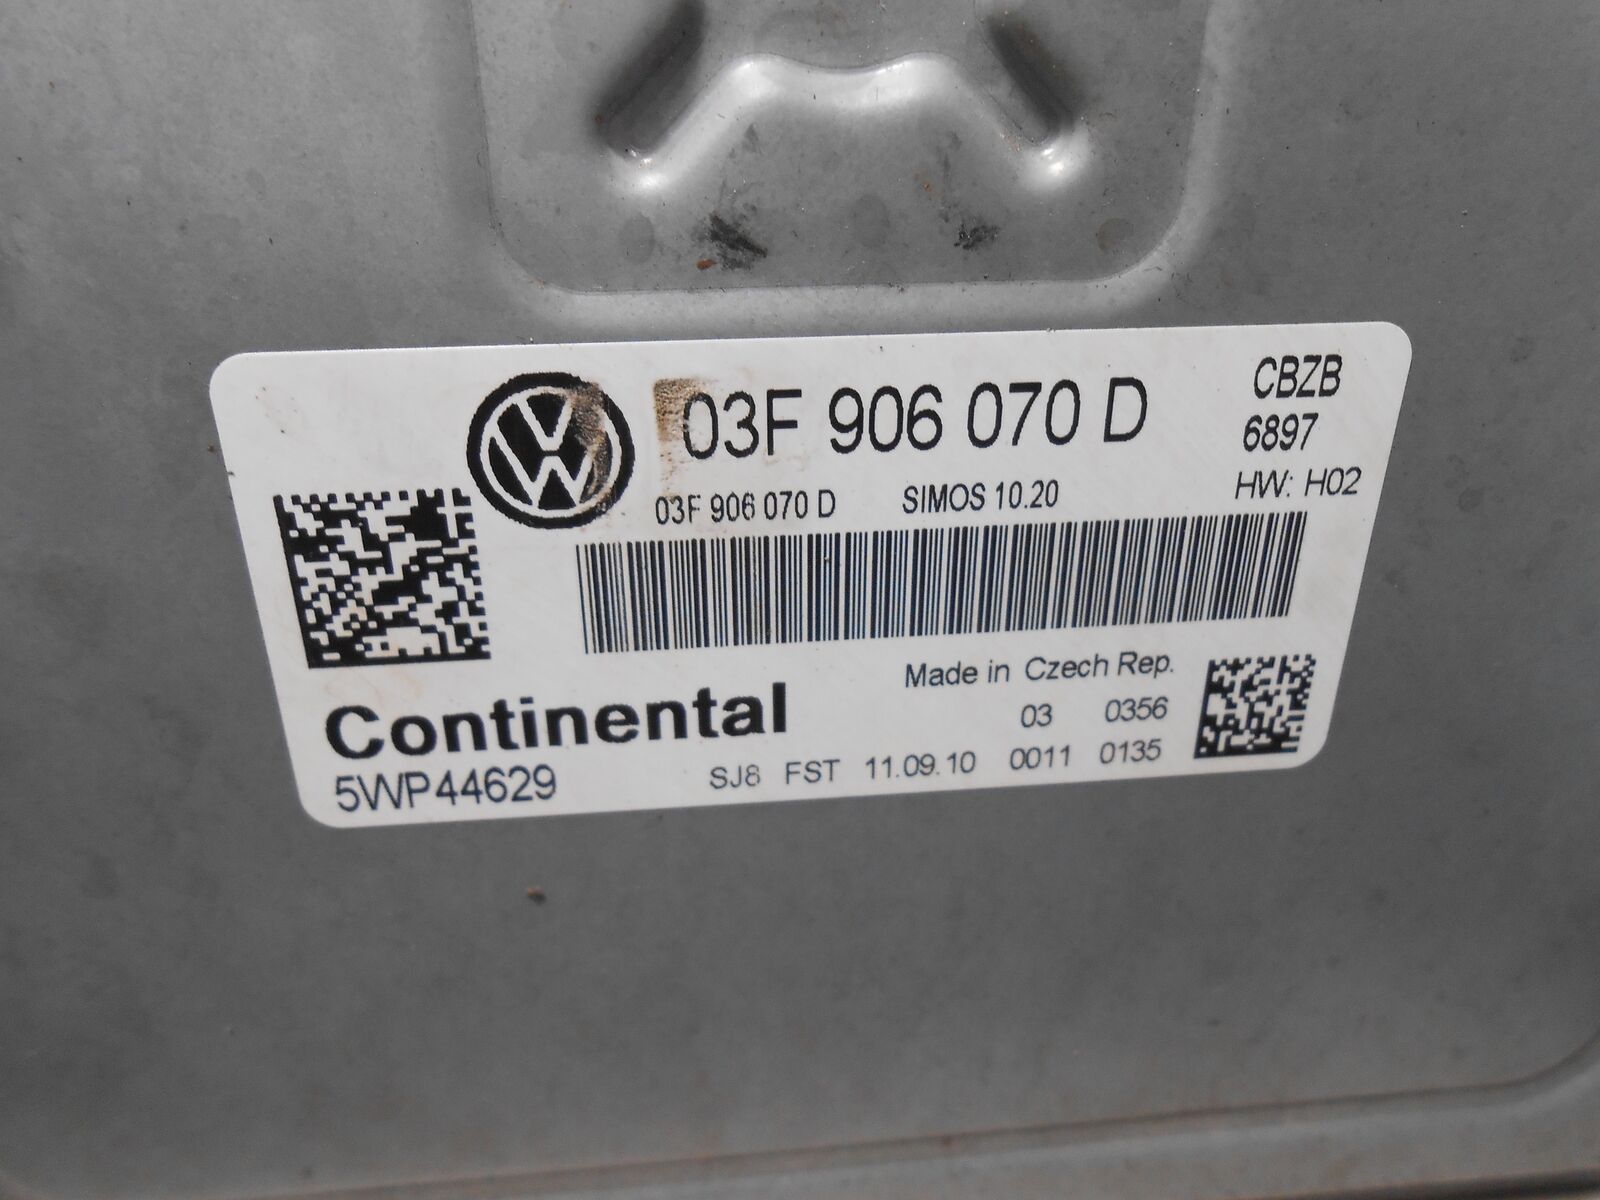 03F 906 070 D
CBZB
6897
03F 906 070 D SIMOS 10.20 HW: H02
Made in Czech Rep.
Continental 03 0356
5WP44629 SJ8 FST 11.09.10 0011 0135